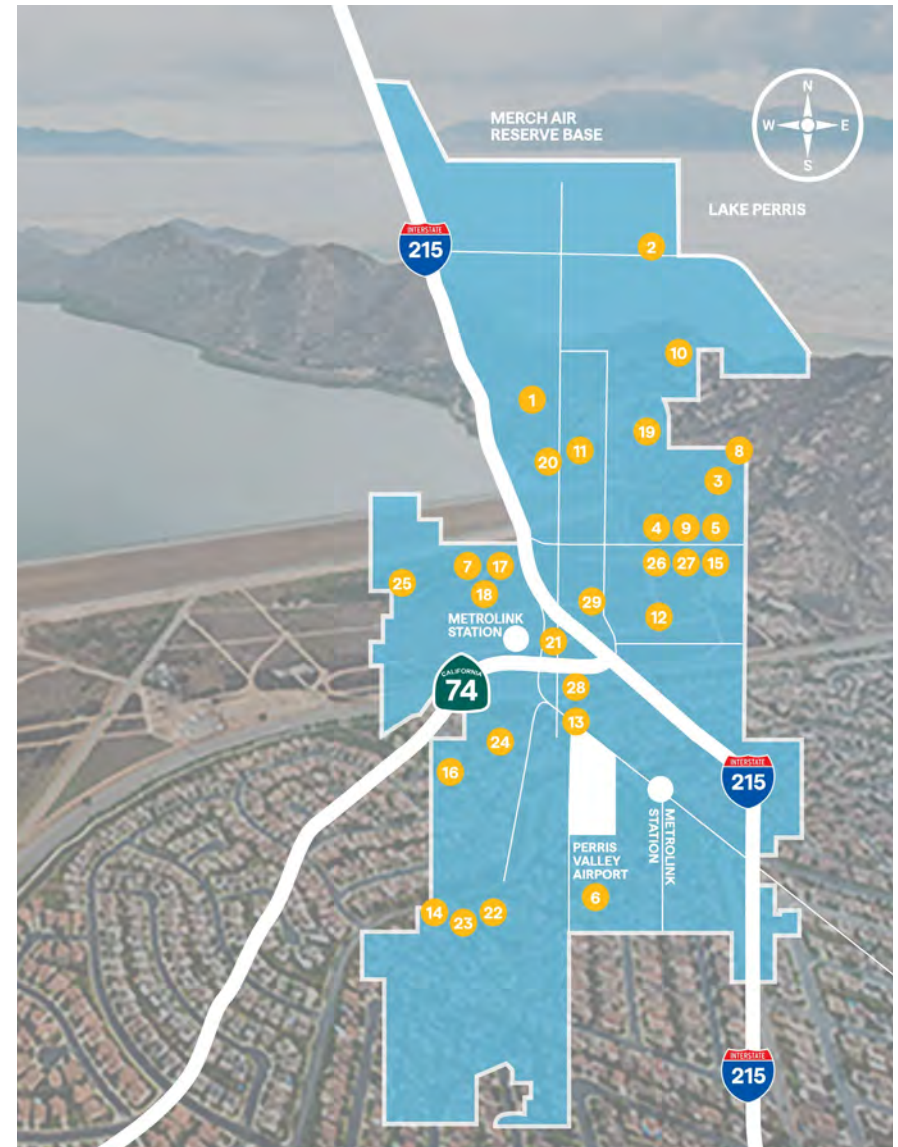 MERCH AIR
RESERVE BASE
N
W
E
S
LAKE PERRIS
INTERSTATE
215
2
10
1
19
20
11
8
3
4
9
5
26
27
15
7
17
25
18
29
12
METROLINK
STATION
21
CALIFORNIA
74
28
13
24
16
INTERSTATE
215
METROLINK
STATION
PERRIS
VALLEY
AIRPORT
6
14
23
22
INTERSTATE
215